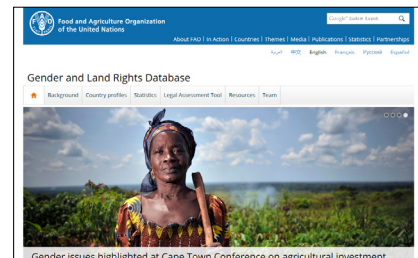 Food and Agriculture Organization
of the United Nations
Google Custom Search
About FAO | In Action | Countries | Themes | Media | Publications | Statistics | Partnerships
العربية 中文 English Français Русский Español
Gender and Land Rights Database
Background Country profiles Statistics Legal Assessment Tool Resources Team
Gender issues highlighted at Cape Town Conference on agricultural investment